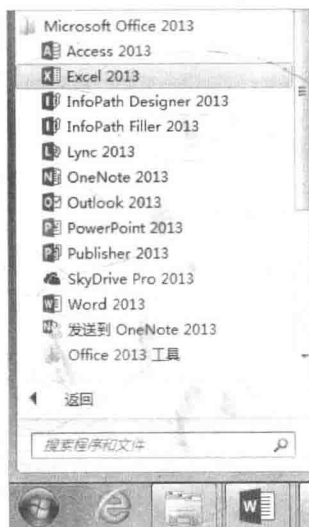 Microsoft Office 2013
Access 2013
Excel 2013
InfoPath Designer 2013
InfoPath Filler 2013
Lync 2013
OneNote 2013
Outlook 2013
PowerPoint 2013
Publisher 2013
SkyDrive Pro 2013
Word 2013
发送到 OneNote 2013
Office 2013 工具
返回
搜索程序和文件